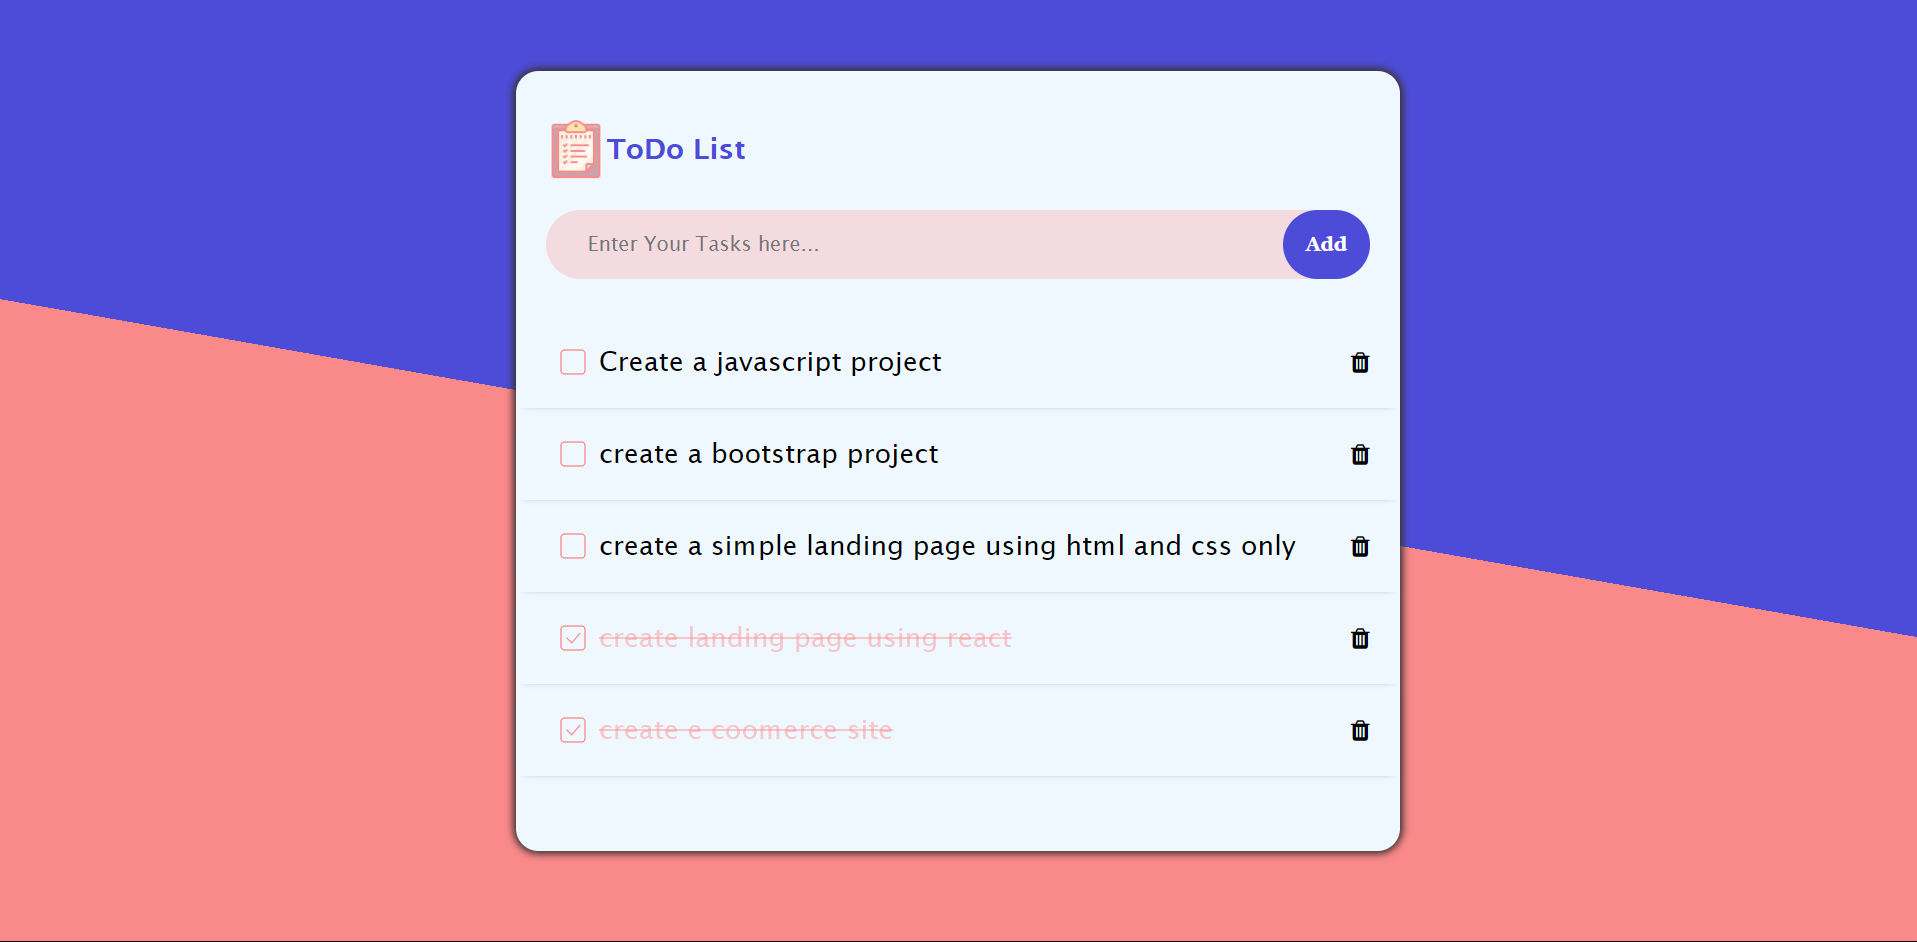 ToDo List
Enter Your Tasks here...
Add
Create a javascript project
create a bootstrap project
create a simple landing page using html and css only
create landing page using react
create e coomerce site